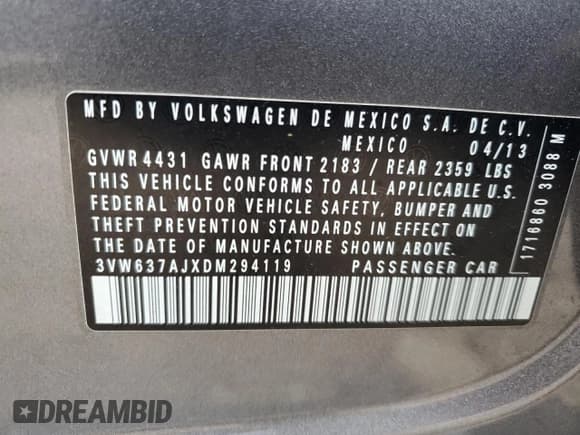 MFD BY VOLKSWAGEN DE MEXICO S.A. DE C.V.
MEXICO 04/13
GVWR 4431 GAWR FRONT 2183 / REAR 2359 LBS
THIS VEHICLE CONFORMS TO ALL APPLICABLE U.S.
FEDERAL MOTOR VEHICLE SAFETY, BUMPER AND
THEFT PREVENTION STANDARDS IN EFFECT ON
THE DATE OF MANUFACTURE SHOWN ABOVE.
3VW637AJXDM294119 PASSENGER CAR
1716860 3088 M
DREAMBID